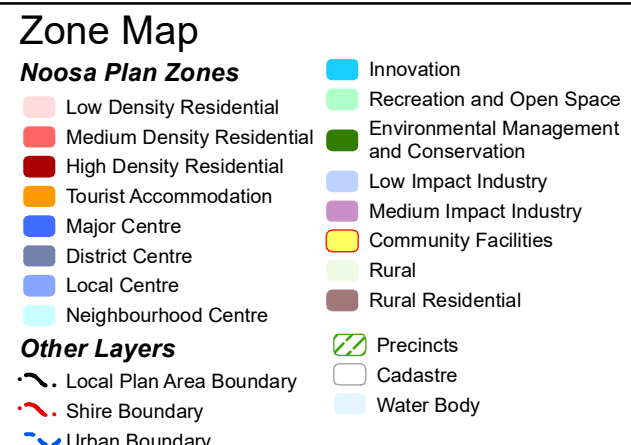 Zone Map
Noosa Plan Zones
Low Density Residential
Medium Density Residential
High Density Residential
Tourist Accommodation
Major Centre
District Centre
Local Centre
Neighbourhood Centre
Innovation
Recreation and Open Space
Environmental Management
and Conservation
Low Impact Industry
Medium Impact Industry
Community Facilities
Rural
Rural Residential
Other Layers
Local Plan Area Boundary
Shire Boundary
Urban Boundary
Precincts
Cadastre
Water Body